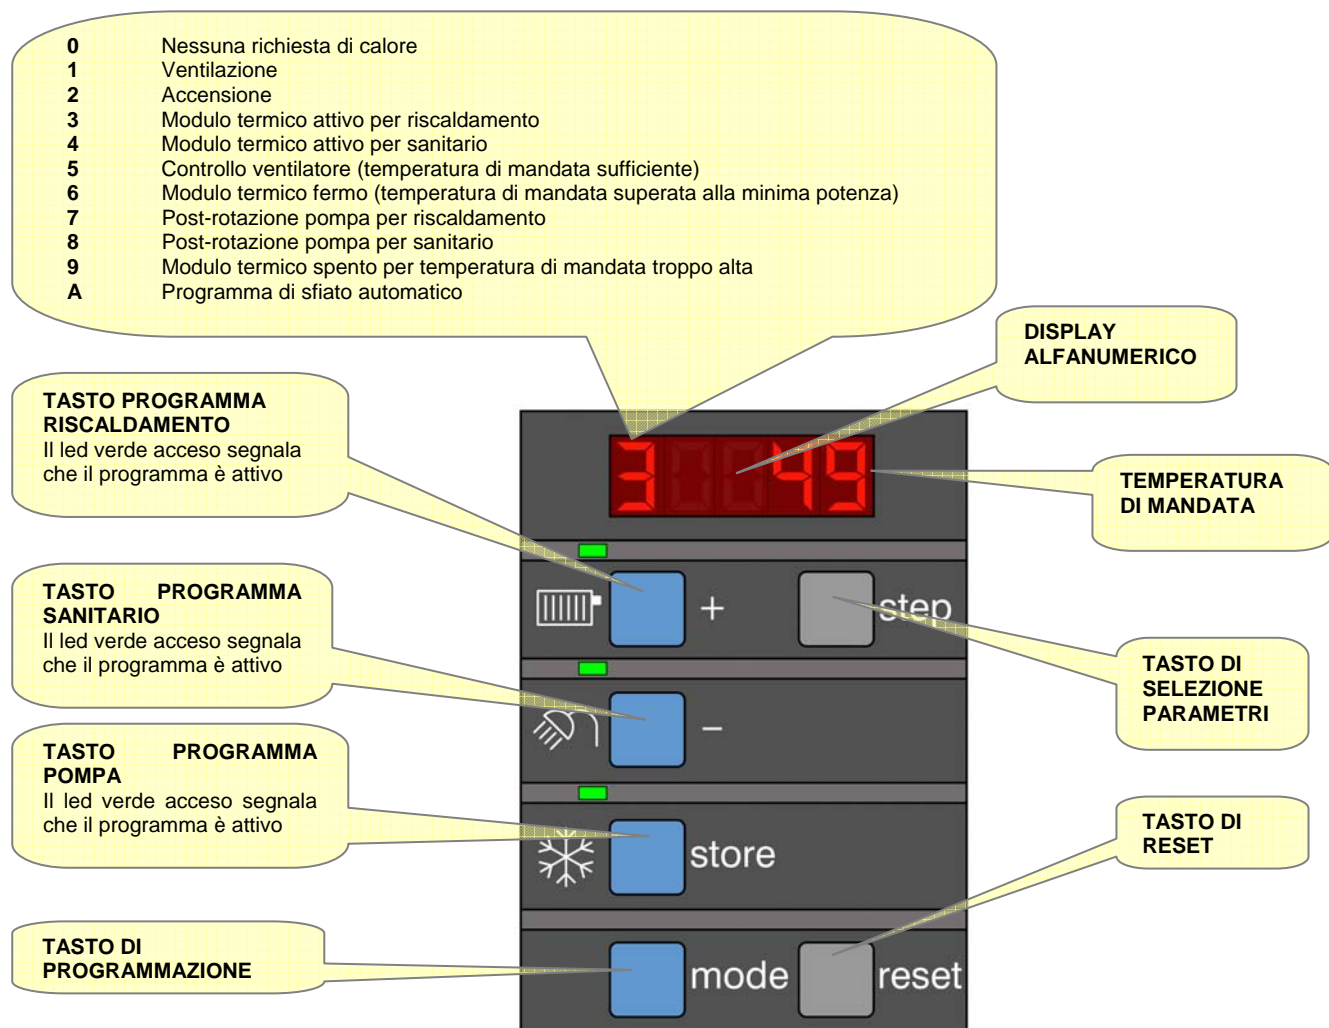 0 Nessuna richiesta di calore
1 Ventilazione
2 Accensione
3 Modulo termico attivo per riscaldamento
4 Modulo termico attivo per sanitario
5 Controllo ventilatore (temperatura di mandata sufficiente)
6 Modulo termico fermo (temperatura di mandata superata alla minima potenza)
7 Post-rotazione pompa per riscaldamento
8 Post-rotazione pompa per sanitario
9 Modulo termico spento per temperatura di mandata troppo alta
A Programma di sfiato automatico
DISPLAY
ALFANUMERICO
TASTO PROGRAMMA
RISCALDAMENTO
Il led verde acceso segnala
che il programma è attivo
3 49
TEMPERATURA
DI MANDATA
TASTO PROGRAMMA
SANITARIO
Il led verde acceso segnala
che il programma è attivo
+ step
TASTO DI
SELEZIONE
PARAMETRI
-
TASTO PROGRAMMA
POMPA
Il led verde acceso segnala
che il programma è attivo
store
TASTO DI
RESET
TASTO DI
PROGRAMMAZIONE
mode reset